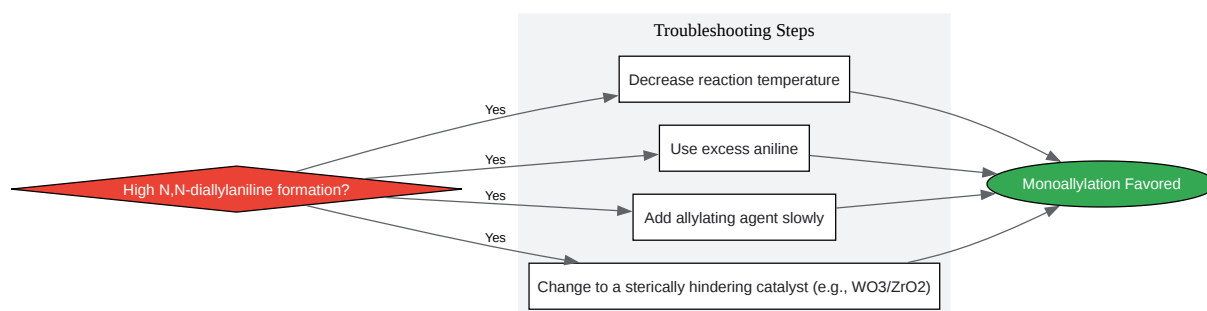 Troubleshooting Steps
Decrease reaction temperature
Yes
Use excess aniline
Yes
High N,N-diallylaniline formation?
Monoallylation Favored
Yes
Add allylating agent slowly
Yes
Change to a sterically hindering catalyst (e.g., WO3/ZrO2)